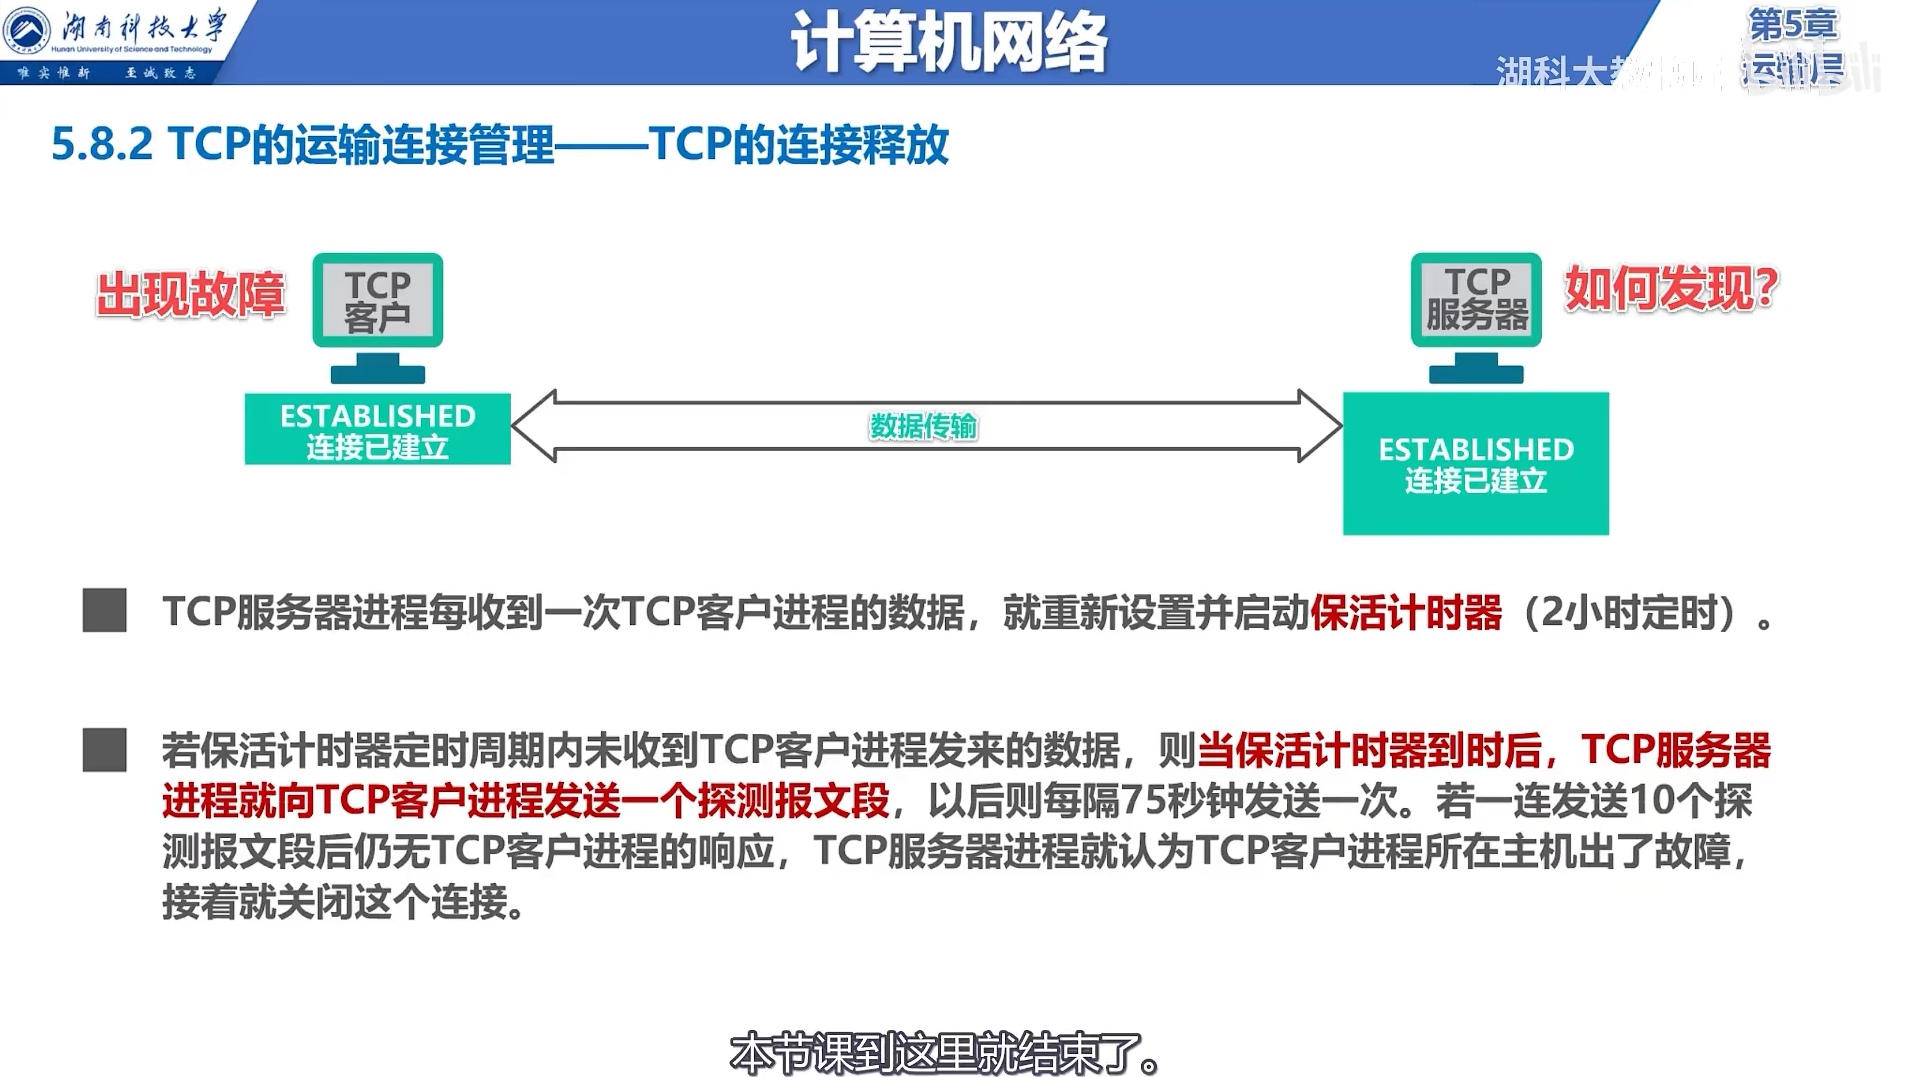 湖南科技大学
Hunan University of Science and Technology
唯实惟新 至诚致志
计算机网络
第5章
运输层
湖科大教
5.8.2 TCP的运输连接管理——TCP的连接释放
出现故障
TCP
客户
TCP
服务器
如何发现?
ESTABLISHED
连接已建立
数据传输
ESTABLISHED
连接已建立
TCP服务器进程每收到一次TCP客户进程的数据，就重新设置并启动保活计时器（2小时定时）。
若保活计时器定时周期内未收到TCP客户进程发来的数据，则当保活计时器到时后，TCP服务器
进程就向TCP客户进程发送一个探测报文段，以后则每隔75秒钟发送一次。若一连发送10个探
测报文段后仍无TCP客户进程的响应，TCP服务器进程就认为TCP客户进程所在主机出了故障，
接着就关闭这个连接。
本节课到这里就结束了。